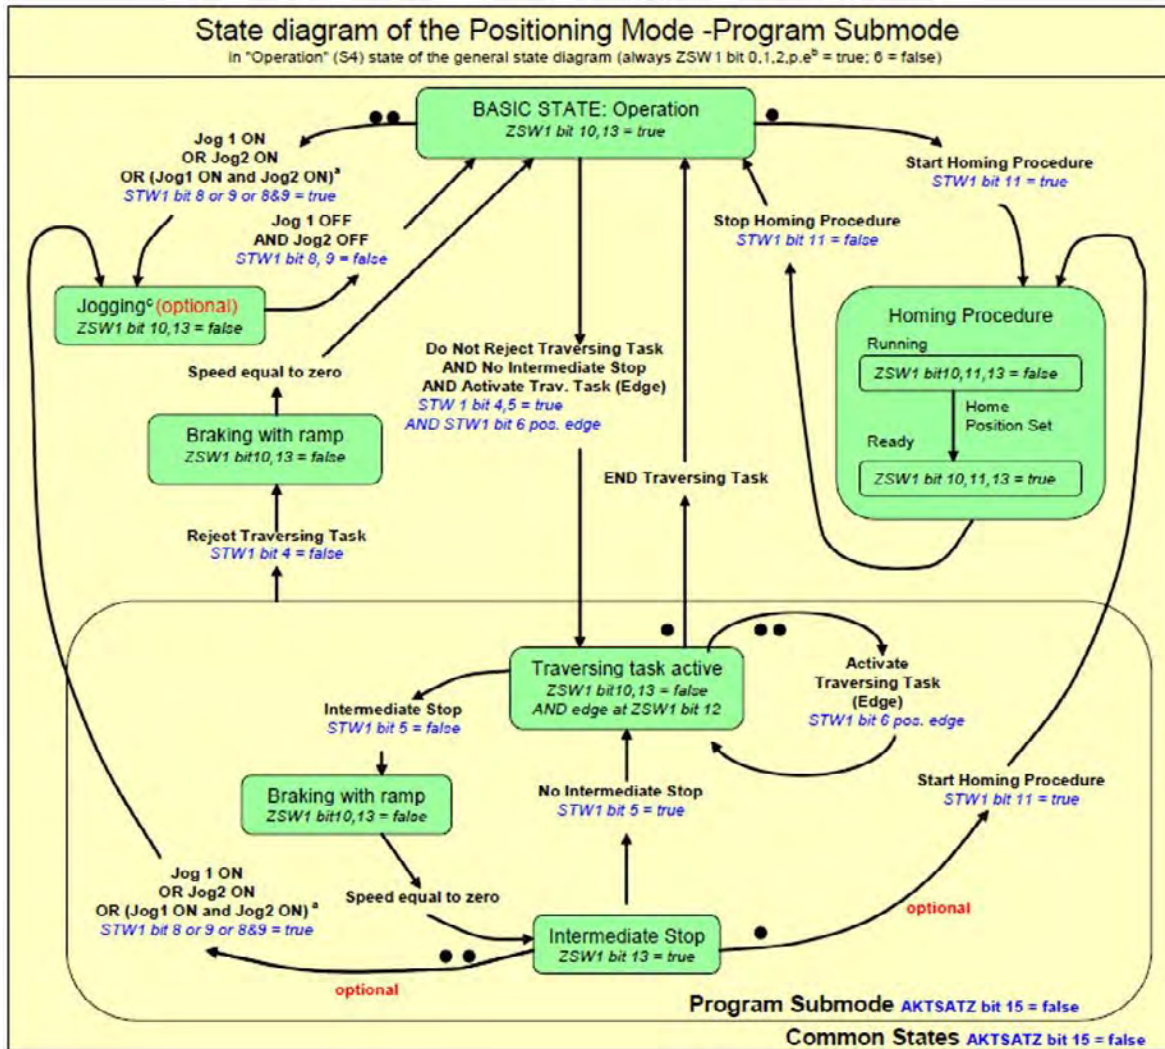 State diagram of the Positioning Mode -Program Submode
in "Operation" (S4) state of the general state diagram (always ZSW1 bit 0,1,2,p.e b = true; 6 = false)
BASIC STATE: Operation
ZSW1 bit 10,13 = true
Jog 1 ON
OR Jog2 ON
OR (Jog1 ON and Jog2 ON) a
STW1 bit 8 or 9 or 8&9 = true
Start Homing Procedure
STW1 bit 11 = true
Jog 1 OFF
AND Jog2 OFF
STW1 bit 8, 9 = false
Stop Homing Procedure
STW1 bit 11 = false
Jogging c (optional)
ZSW1 bit 10,13 = false
Homing Procedure
Running
ZSW1 bit10,11,13 = false
Home
Position Set
Ready
ZSW1 bit 10,11,13 = true
Speed equal to zero
Do Not Reject Traversing Task
AND No Intermediate Stop
AND Activate Trav. Task (Edge)
STW 1 bit 4,5 = true
AND STW1 bit 6 pos. edge
Braking with ramp
ZSW1 bit10,13 = false
END Traversing Task
Reject Traversing Task
STW1 bit 4 = false
Traversing task active
ZSW1 bit10,13 = false
AND edge at ZSW1 bit 12
Activate
Traversing Task
(Edge)
STW1 bit 6 pos. edge
Intermediate Stop
STW1 bit 5 = false
Braking with ramp
ZSW1 bit10,13 = false
No Intermediate Stop
STW1 bit 5 = true
Start Homing Procedure
STW1 bit 11 = true
Jog 1 ON
OR Jog2 ON
OR (Jog1 ON and Jog2 ON) a
STW1 bit 8 or 9 or 8&9 = true
Speed equal to zero
optional
Intermediate Stop
ZSW1 bit 13 = true
optional
Program Submode AKTSATZ bit 15 = false
Common States AKTSATZ bit 15 = false